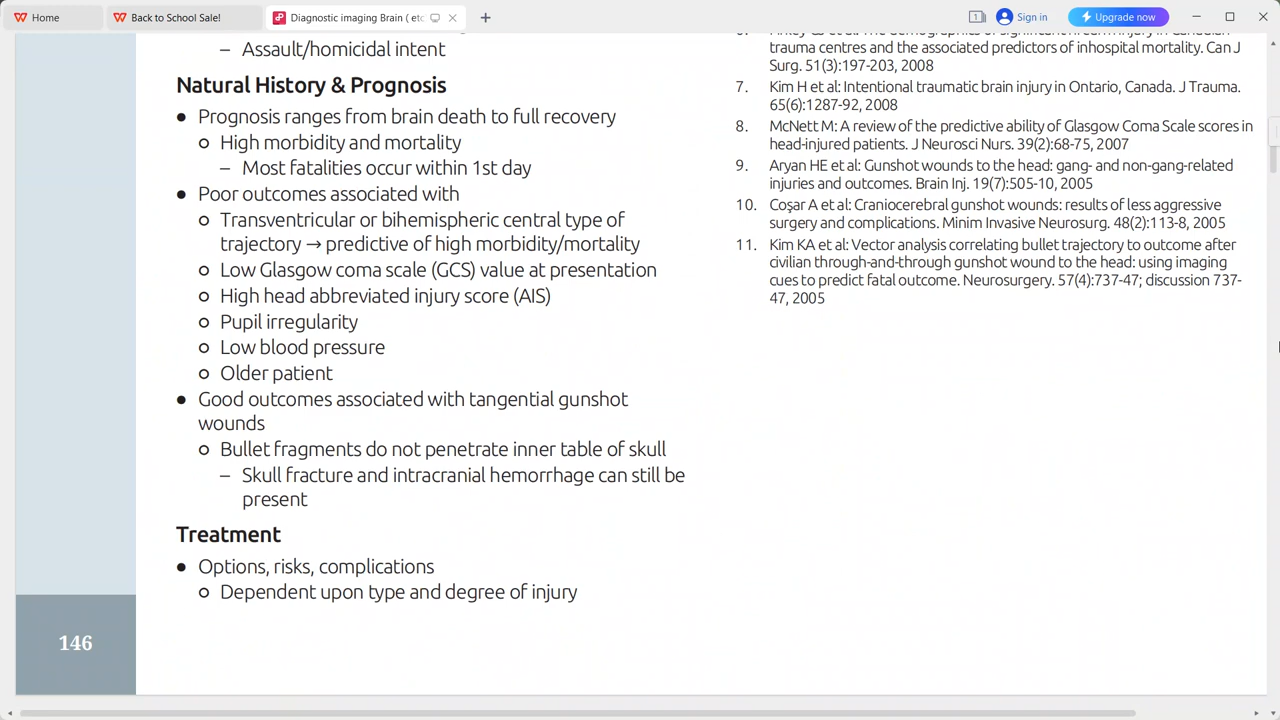 Home
Back to School Sale!
Diagnostic imaging Brain ( etc
1
Sign in
Upgrade now
– Assault/homicidal intent
Natural History & Prognosis
● Prognosis ranges from brain death to full recovery
○ High morbidity and mortality
– Most fatalities occur within 1st day
● Poor outcomes associated with
○ Transventricular or bihemispheric central type of
trajectory → predictive of high morbidity/mortality
○ Low Glasgow coma scale (GCS) value at presentation
○ High head abbreviated injury score (AIS)
○ Pupil irregularity
○ Low blood pressure
○ Older patient
● Good outcomes associated with tangential gunshot
wounds
○ Bullet fragments do not penetrate inner table of skull
– Skull fracture and intracranial hemorrhage can still be
present
Treatment
● Options, risks, complications
○ Dependent upon type and degree of injury
146
trauma centres and the associated predictors of inhospital mortality. Can J
Surg. 51(3):197-203, 2008
7. Kim H et al: Intentional traumatic brain injury in Ontario, Canada. J Trauma.
65(6):1287-92, 2008
8. McNett M: A review of the predictive ability of Glasgow Coma Scale scores in
head-injured patients. J Neurosci Nurs. 39(2):68-75, 2007
9. Aryan HE et al: Gunshot wounds to the head: gang- and non-gang-related
injuries and outcomes. Brain Inj. 19(7):505-10, 2005
10. Coşar A et al: Craniocerebral gunshot wounds: results of less aggressive
surgery and complications. Minim Invasive Neurosurg. 48(2):113-8, 2005
11. Kim KA et al: Vector analysis correlating bullet trajectory to outcome after
civilian through-and-through gunshot wound to the head: using imaging
cues to predict fatal outcome. Neurosurgery. 57(4):737-47; discussion 737-
47, 2005